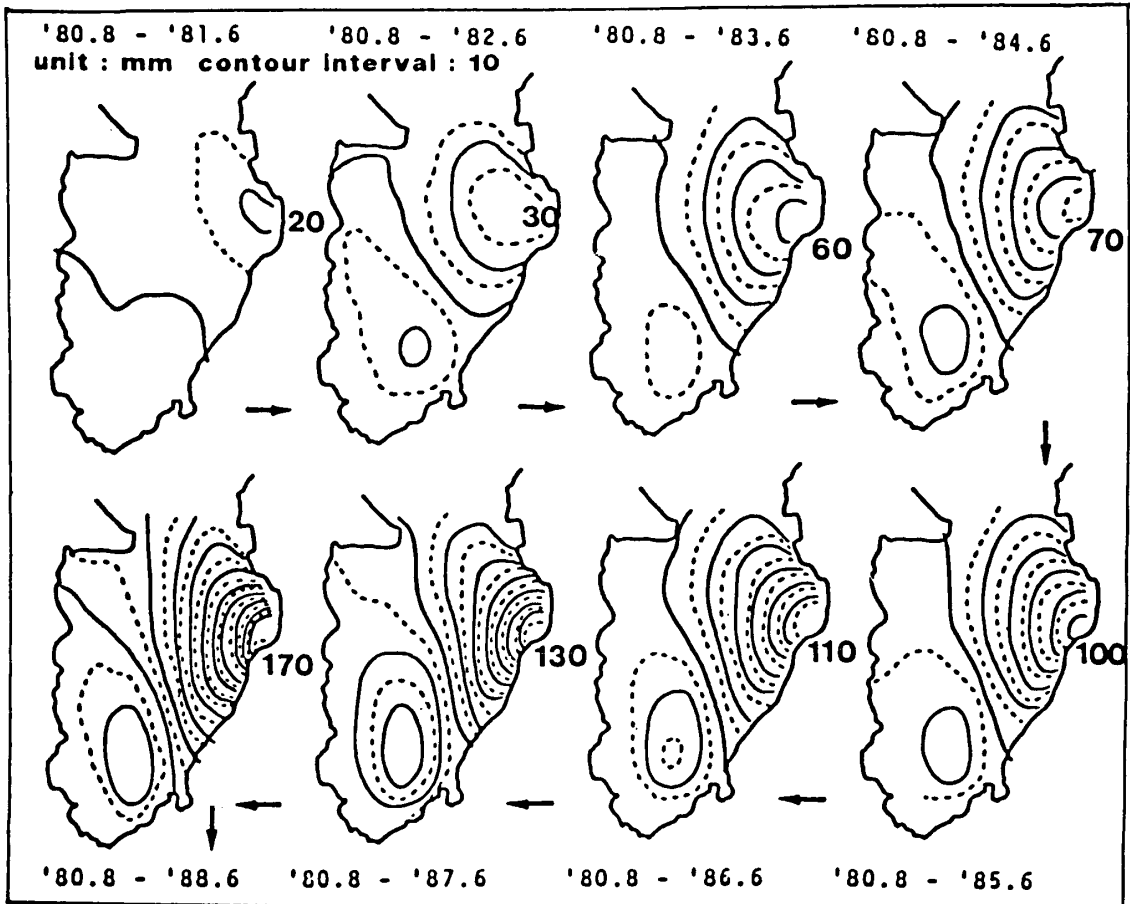 '80.8 - '81.6 '80.8 - '82.6 '80.8 - '83.6 '80.8 - '84.6
unit : mm contour interval : 10
20 30 60 70
170 130 110 100
'80.8 - '88.6 '80.8 - '87.6 '80.8 - '86.6 '80.8 - '85.6